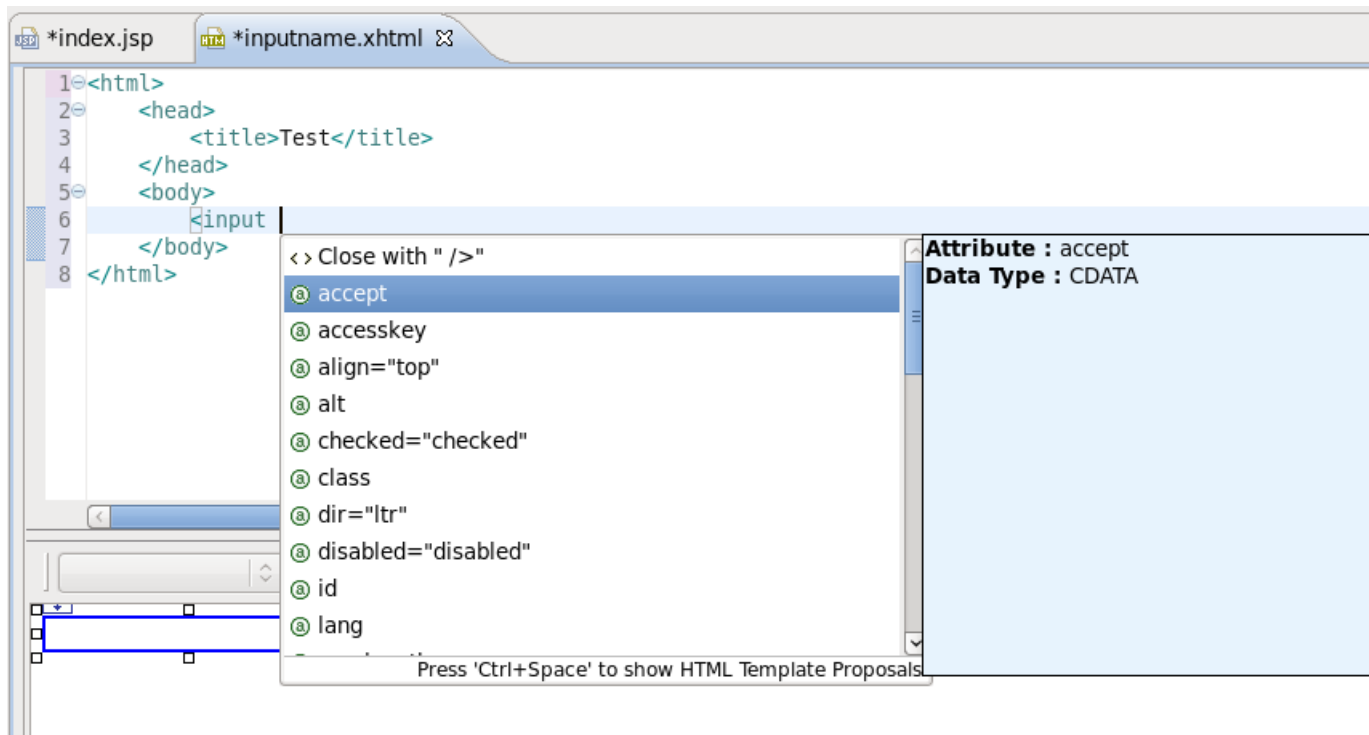 *index.jsp *inputname.xhtml
1 <html>
2 <head>
3 <title>Test</title>
4 </head>
5 <body>
6 <input
7 </body>
8 </html>
<> Close with " />"
accept
accesskey
align="top"
alt
checked="checked"
class
dir="ltr"
disabled="disabled"
id
lang
Press 'Ctrl+Space' to show HTML Template Proposals
Attribute : accept
Data Type : CDATA